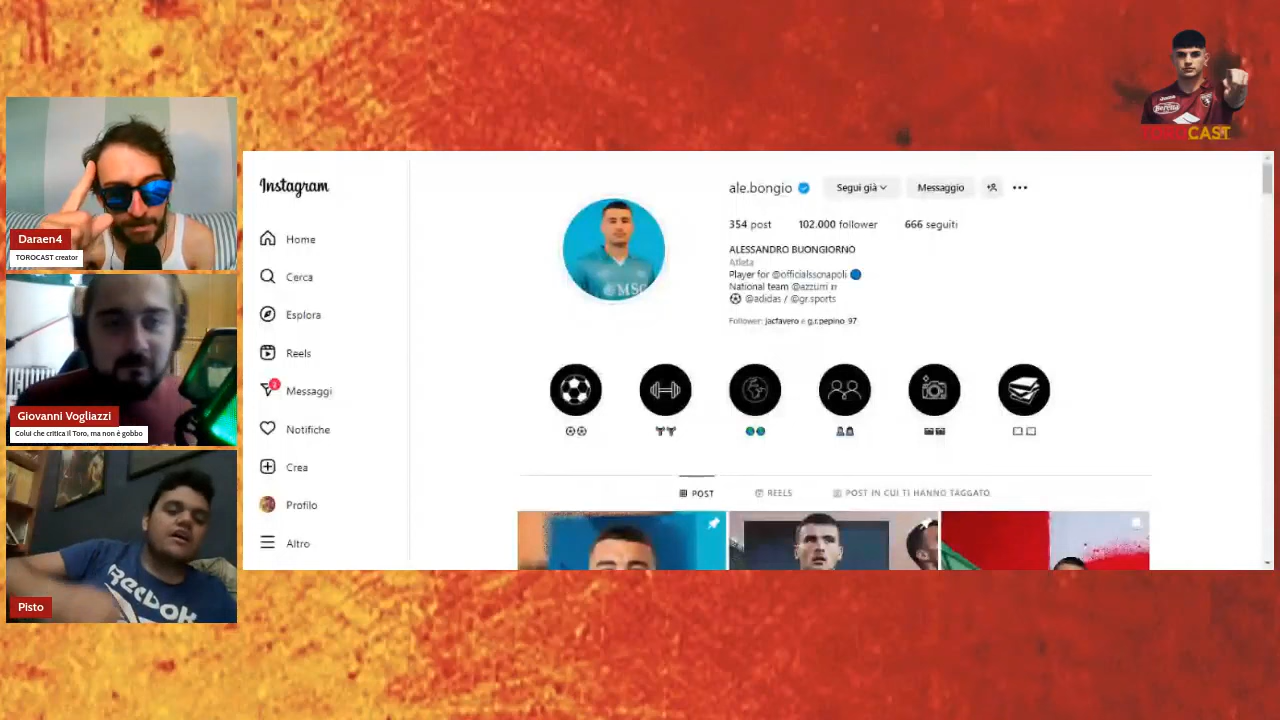 TOROCAST
Daraen4
TOROCAST creator
Giovanni Vogliazzi
Colui che critica il Toro, ma non è gobbo
Reebok
Pisto
Instagram
Home
Cerca
Esplora
Reels
Messaggi
Notifiche
Crea
Profilo
Altro
ale.bongio Segui già Messaggio
354 post 102.000 follower 666 seguiti
ALESSANDRO BUONGIORNO
Atleta
Player for @officialsscnapoli
National team @azzurri
@adidas / @gr.sports
Follower: jacfavero e g.r.pepino_97
MSC
POST REELS POST IN CUI TI HANNO TAGGATO